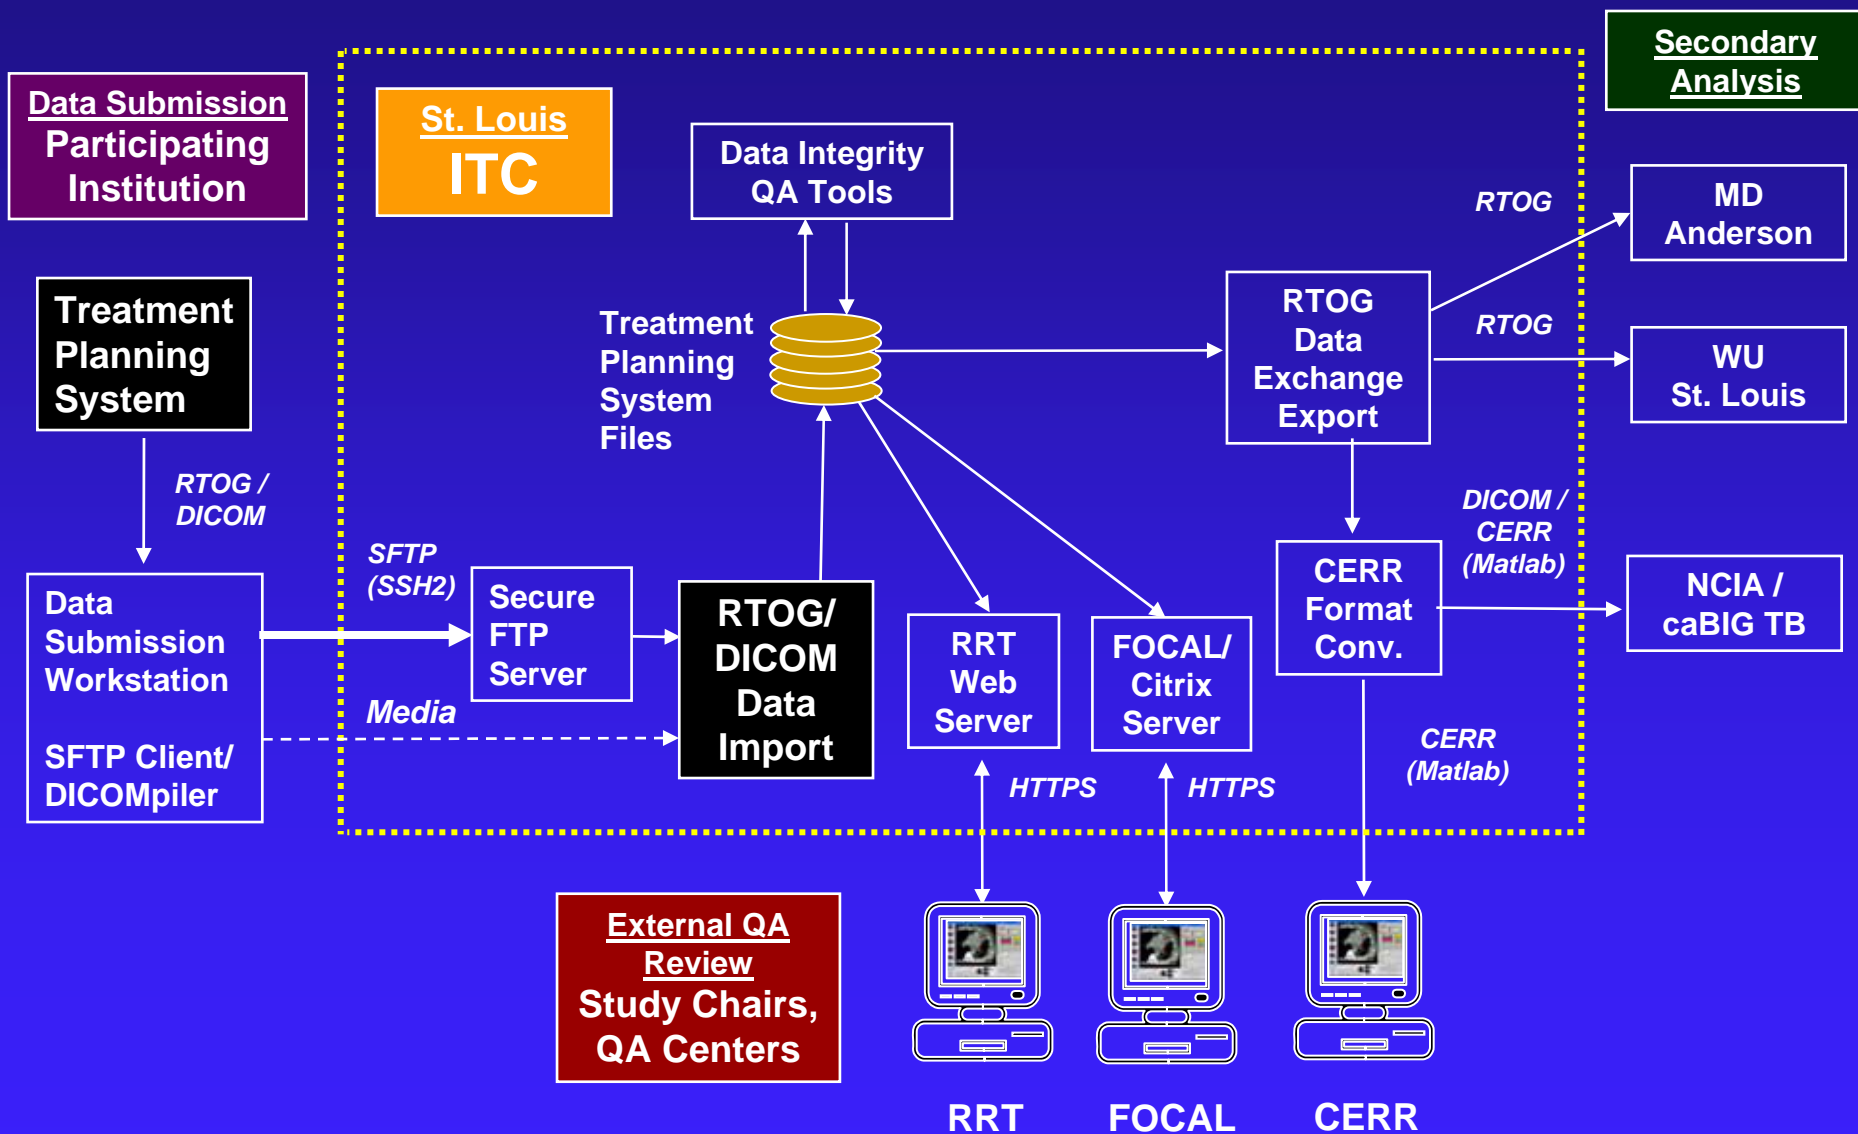 Data Submission
Participating
Institution
St. Louis
ITC
Secondary
Analysis
Data Integrity
QA Tools
Treatment
Planning
System
RTOG /
DICOM
Data
Submission
Workstation
SFTP Client/
DICOMpiler
SFTP
(SSH2)
Media
Secure
FTP
Server
RTOG/
DICOM
Data
Import
Treatment
Planning
System
Files
RRT
Web
Server
FOCAL/
Citrix
Server
HTTPS
HTTPS
RTOG
Data
Exchange
Export
RTOG
RTOG
MD
Anderson
WU
St. Louis
CERR
Format
Conv.
DICOM /
CERR
(Matlab)
NCIA /
caBIG TB
CERR
(Matlab)
External QA
Review
Study Chairs,
QA Centers
RRT
FOCAL
CERR